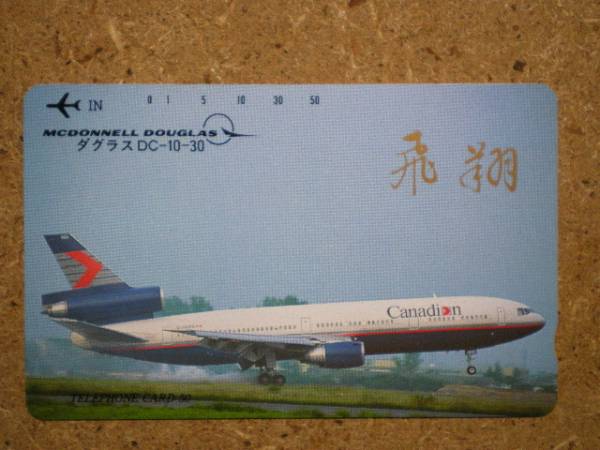 IN 0 1 5 10 30 50
MCDONNELL DOUGLAS
ダグラス DC-10-30
飛翔
Canadian
TELEPHONE CARD 50